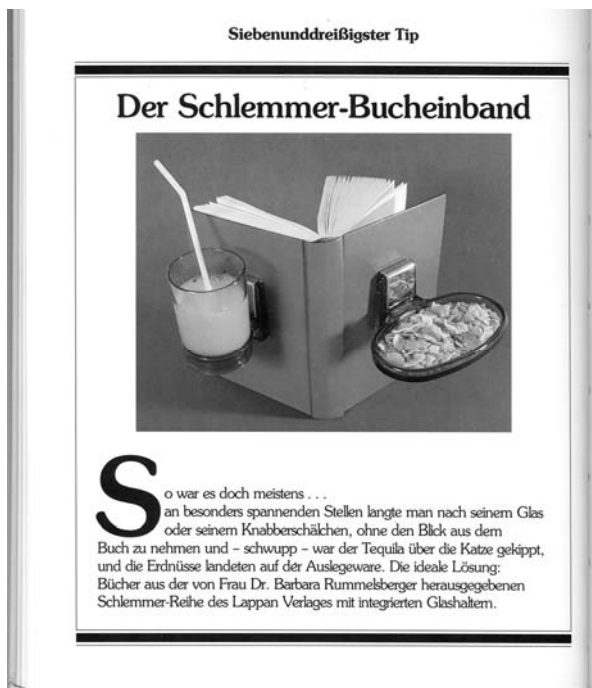 Siebenunddreißigster Tip
Der Schlemmer-Bucheinband
So war es doch meistens . . .
an besonders spannenden Stellen langte man nach seinem Glas
oder seinem Knabberschälchen, ohne den Blick aus dem
Buch zu nehmen und – schwupp – war der Tequila über die Katze gekippt,
und die Erdnüsse landeten auf der Auslegeware. Die ideale Lösung:
Bücher aus der von Frau Dr. Barbara Rummelsberger herausgegebenen
Schlemmer-Reihe des Lappan Verlages mit integrierten Glashaltern.